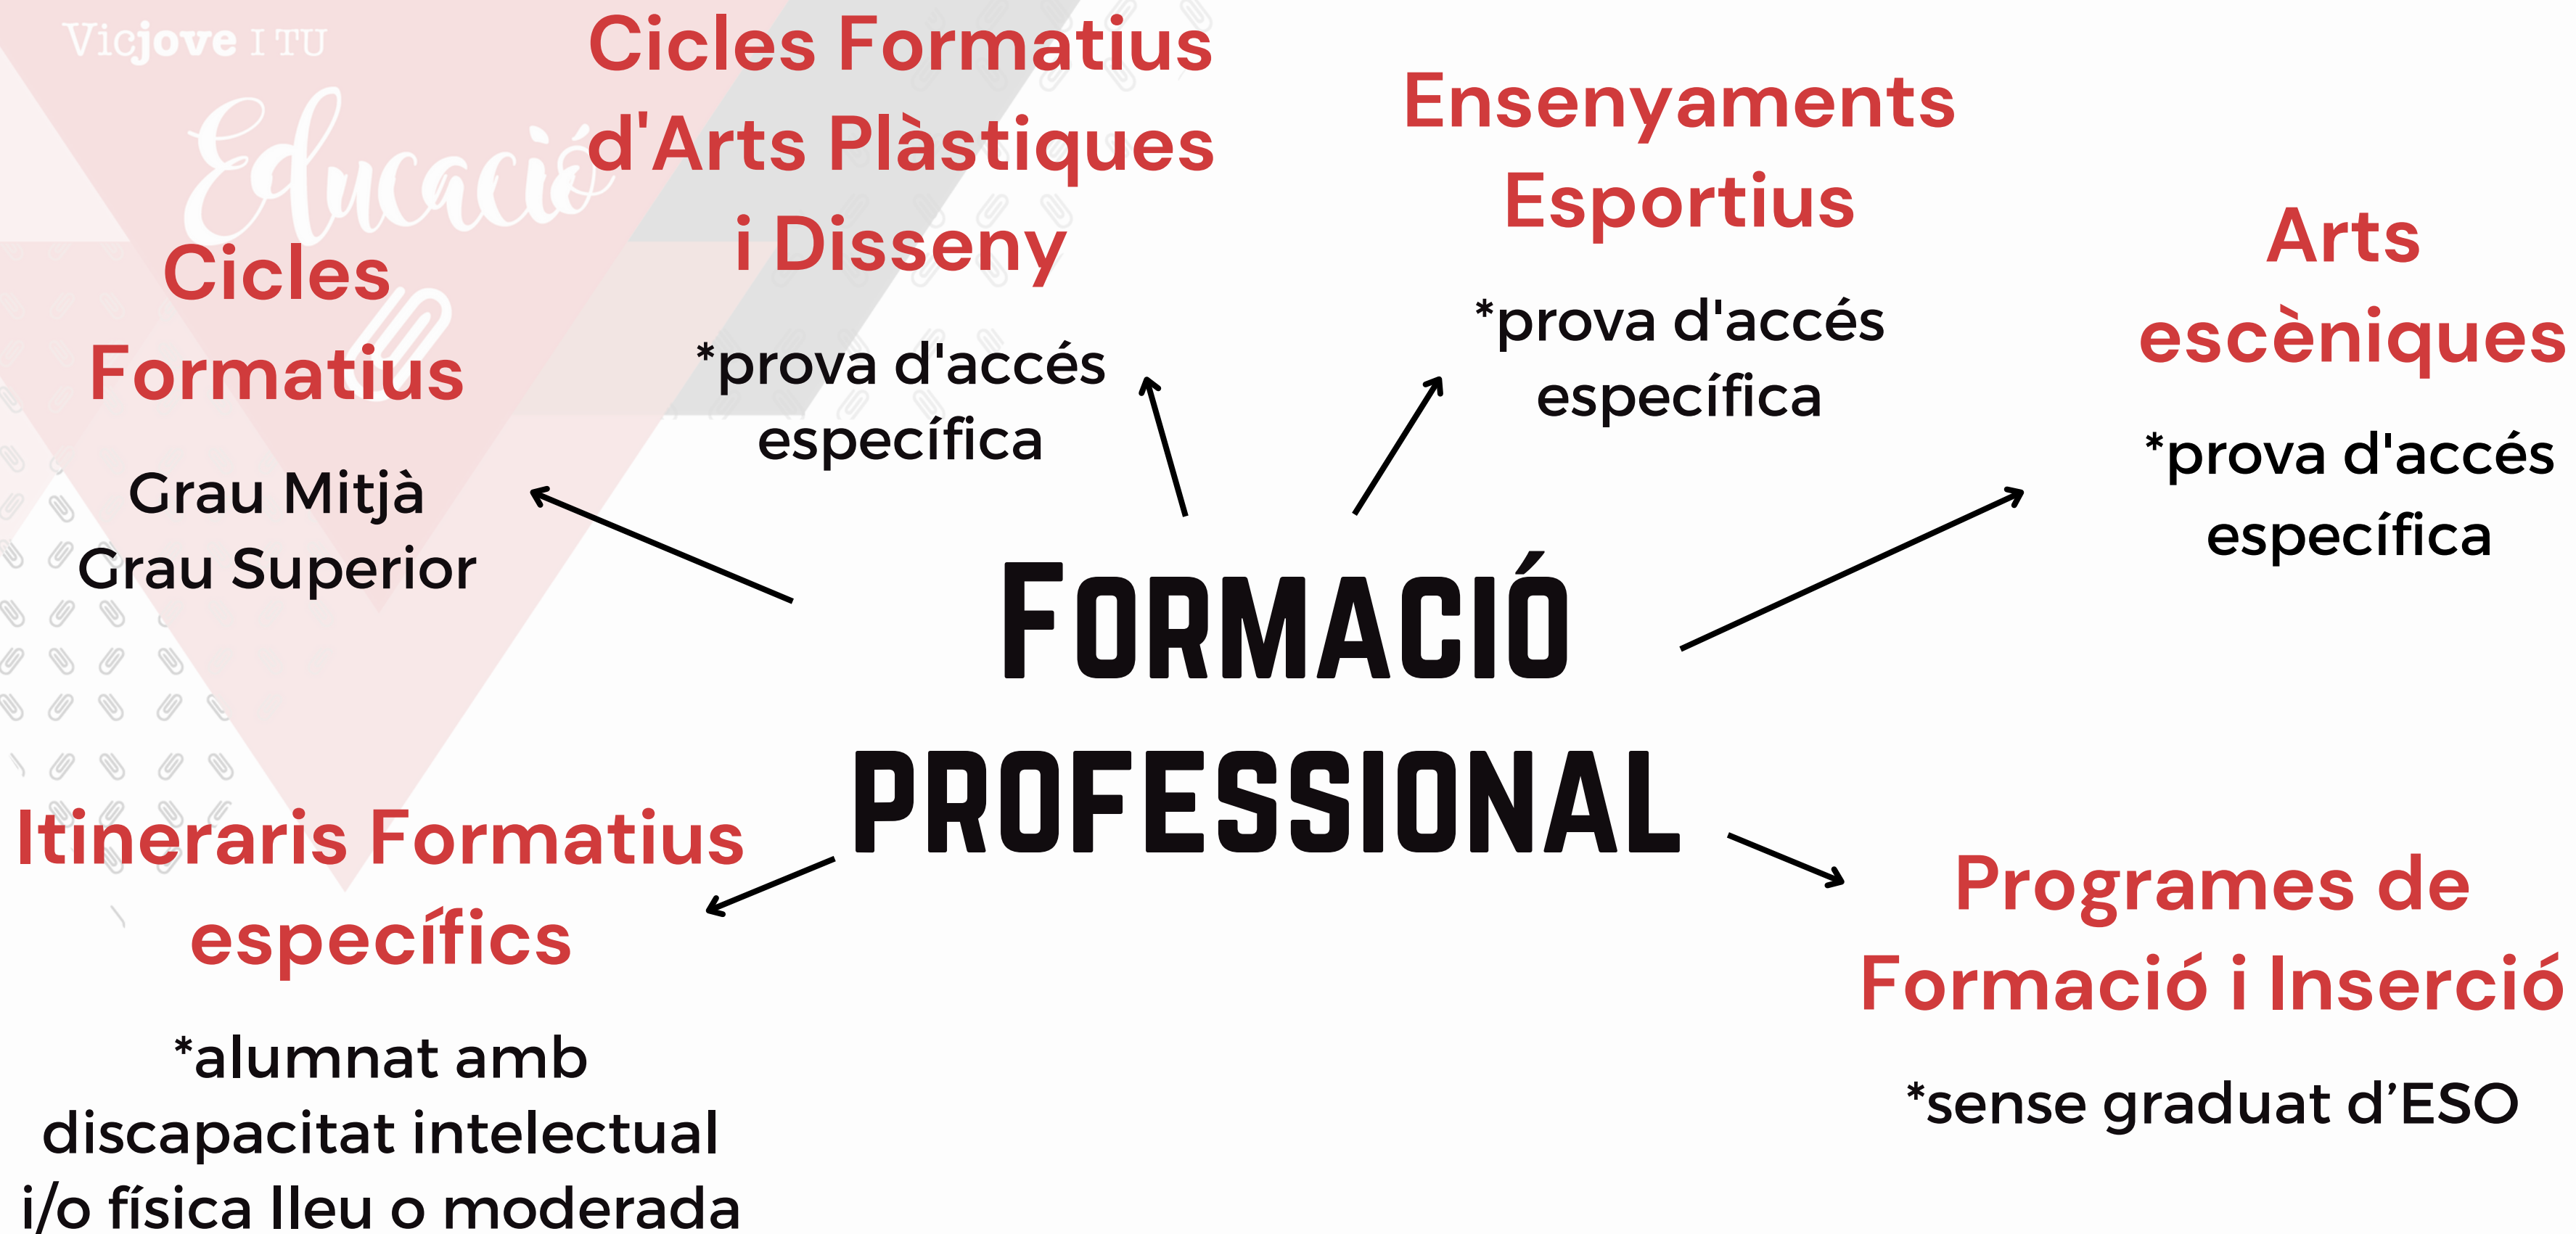 Vicjove I TU
Educació
Cicles Formatius
d'Arts Plàstiques
i Disseny
*prova d'accés
específica
Ensenyaments
Esportius
*prova d'accés
específica
Arts
escèniques
*prova d'accés
específica
Cicles
Formatius
Grau Mitjà
Grau Superior
FORMACIÓ
PROFESSIONAL
Itineraris Formatius
específics
*alumnat amb
discapacitat intelectual
i/o física lleu o moderada
Programes de
Formació i Inserció
*sense graduat d’ESO